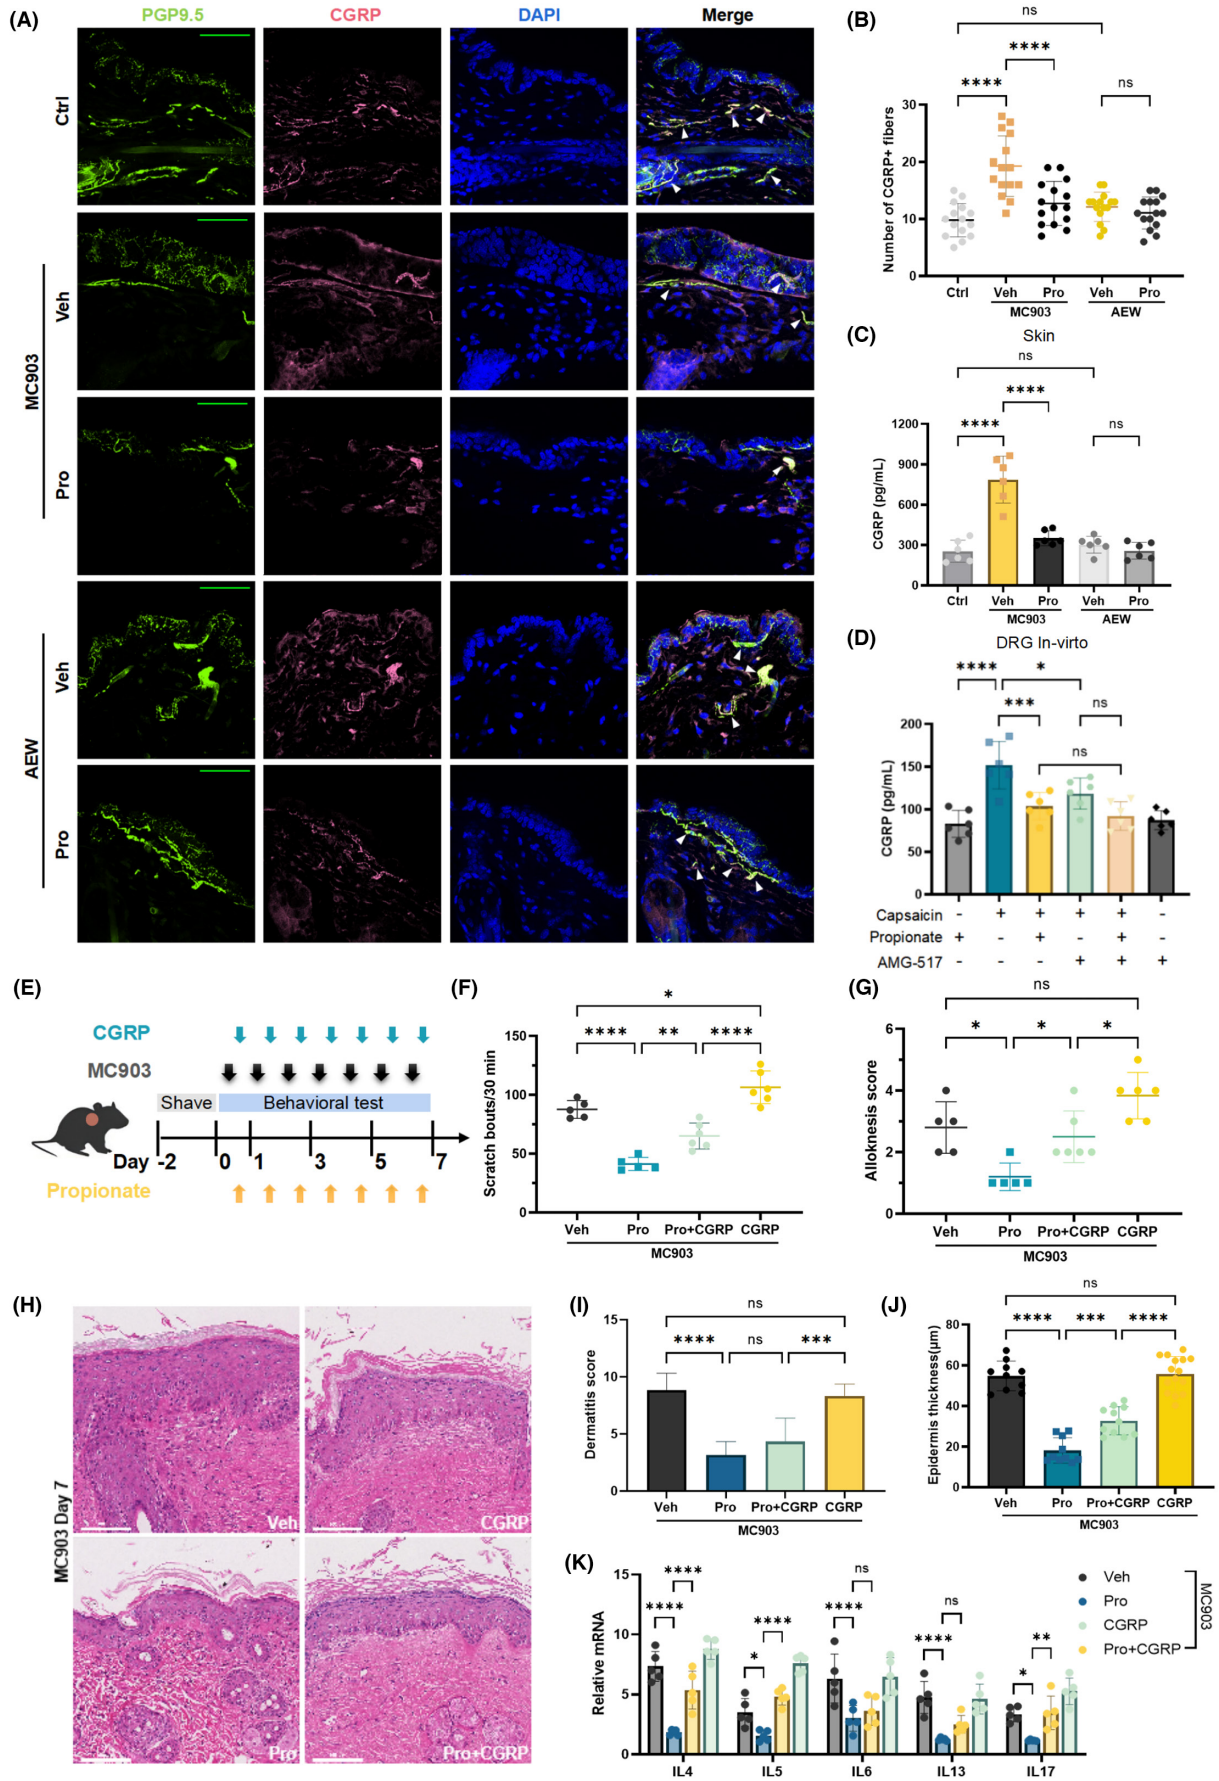 (A)
PGP9.5 CGRP DAPI Merge
Ctrl
MC903
Veh
Pro
AEW
Veh
Pro
(B)
ns
****
**** ns
Number of CGRP+ fibers
30
20
10
0
Ctrl Veh Pro Veh Pro
MC903 AEW
(C)
Skin
ns
****
**** ns
CGRP (pg/mL)
1200
900
600
300
0
Ctrl Veh Pro Veh Pro
MC903 AEW
(D)
DRG In-virto
**** *
*** ns
ns
CGRP (pg/mL)
200
150
100
50
0
Capsaicin - + + + + -
Propionate + - + - + -
AMG-517 - - - + + +
(E)
CGRP
MC903
Shave Behavioral test
Day -2 0 1 3 5 7
Propionate
(F)
*
**** ** ****
Scratch bouts/30 min
150
100
50
0
Veh Pro Pro+CGRP CGRP
MC903
(G)
ns
* * *
Alloknesis score
6
4
2
0
Veh Pro Pro+CGRP CGRP
MC903
(H)
MC903 Day 7
Veh CGRP
Pro Pro+CGRP
(I)
ns
**** ns ***
Dermatitis score
15
10
5
0
Veh Pro Pro+CGRP CGRP
MC903
(J)
ns
**** *** ****
Epidermis thickness(μm)
80
60
40
20
0
Veh Pro Pro+CGRP CGRP
MC903
(K)
Relative mRNA
15
10
5
0
**** ****
* ****
**** ns
**** ns
* **
IL4 IL5 IL6 IL13 IL17
Veh
Pro
CGRP
Pro+CGRP
MC903